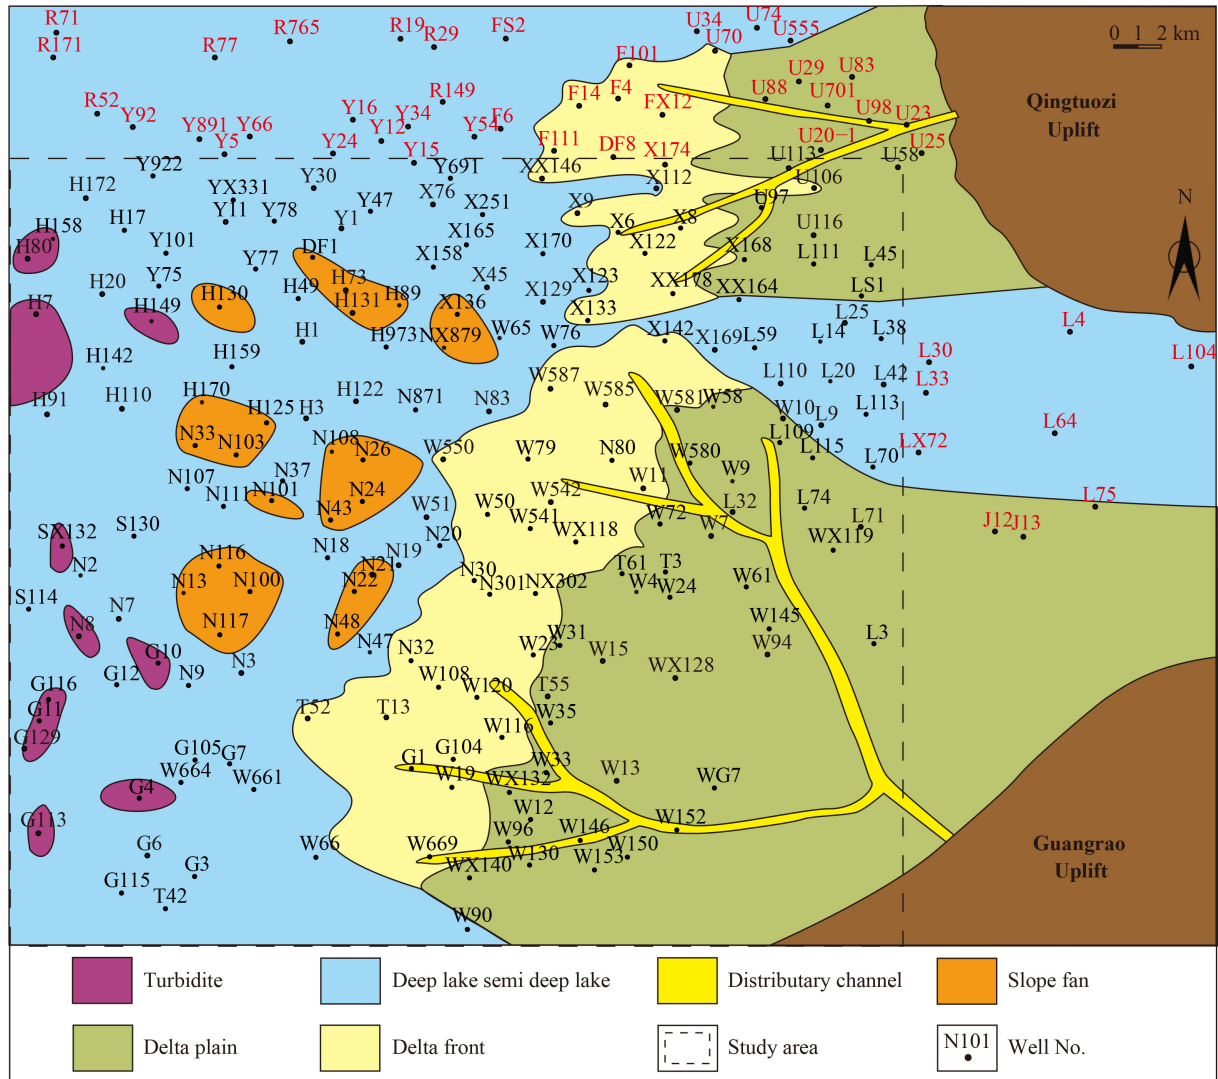 R71
R171
R77
R765
R19
R29
FS2
U34
U70
U74
U555
0 1 2 km
F101
F14
F4
FX12
U88
U29
U701
U83
U98
U23
U25
Qingtuozi
Uplift
R52
Y92
Y891
Y5
Y66
Y16
Y24
Y12
Y34
R149
Y54
F6
Y15
F111
DF8
X174
U20-1
U113
U58
Y922
H172
YX331
Y30
Y691
X76
XX146
X112
U106
U97
N
H158
H80
H17
Y11
Y78
Y1
Y47
X251
X9
X6
X8
U116
Y101
Y77
DF1
X158
X165
X170
X122
X168
L111
L45
H20
Y75
H49
H73
H89
X45
X129
X123
XX178
XX164
LS1
H7
H149
H130
H131
X136
X133
H1
H973
NX879
W65
W76
X142
X169
L59
L14
L25
L38
L4
L30
L104
H142
H159
L33
H91
H110
H170
H125
H3
H122
N871
N83
W587
W585
W581
W58
L110
L20
L42
W10
L9
L113
L64
N33
N103
N108
N26
W550
W79
N80
W580
L109
L115
L70
LX72
N107
N111
N37
N101
N43
N24
W51
W50
W542
W11
W9
L32
L74
L75
SX132
S130
N18
N20
W541
WX118
W72
W7
WX119
L71
J12
J13
N2
N116
N19
N21
N13
N100
N22
N30
N301
NX302
T61
T3
W4
W24
W61
S114
N7
N8
N117
N48
N47
N32
W23
W31
W15
W145
W94
L3
G10
G12
N9
N3
W108
W120
T55
WX128
G116
G11
G129
T52
T13
W116
W35
G105
G7
G104
G1
W33
W13
WG7
W664
W661
W19
WX132
G4
W12
G113
W96
W146
W152
G6
G3
W66
W669
WX140
W130
W153
W150
Guangrao
Uplift
G115
T42
W90
Turbidite
Deep lake semi deep lake
Distributary channel
Slope fan
Delta plain
Delta front
Study area
N101
Well No.